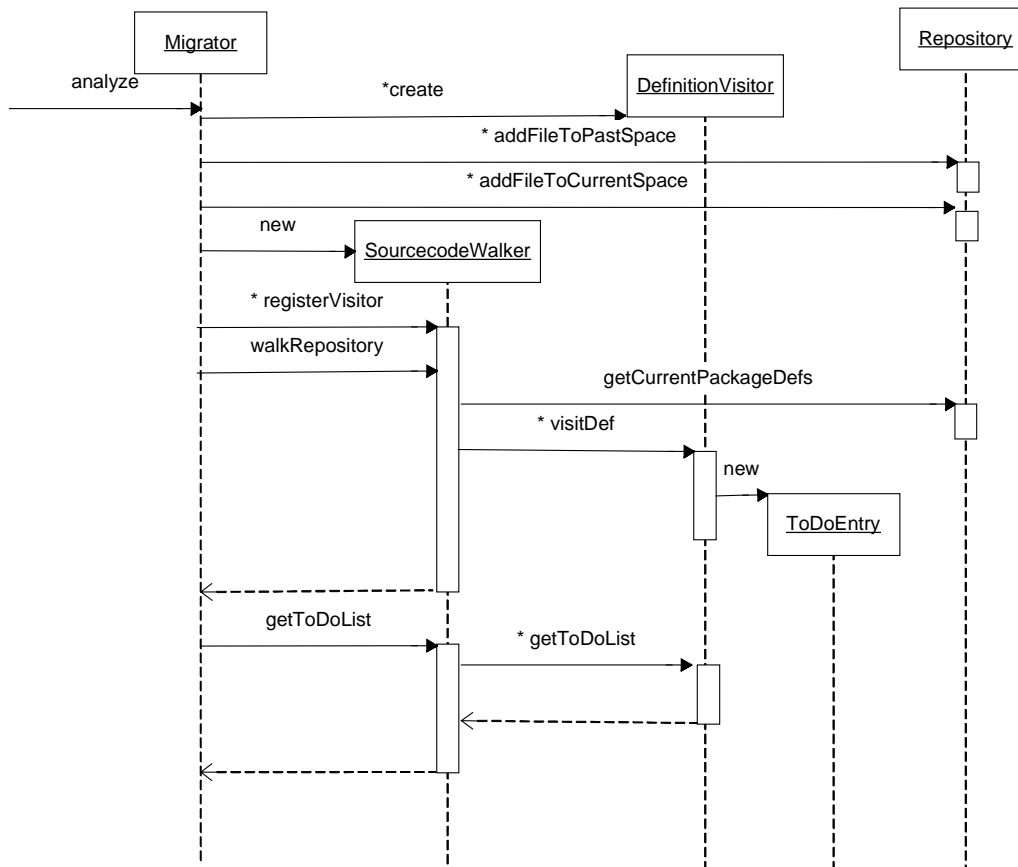 Migrator
Repository
analyze
*create
DefinitionVisitor
* addFileToPastSpace
* addFileToCurrentSpace
new
SourcecodeWalker
* registerVisitor
walkRepository
getCurrentPackageDefs
* visitDef
new
ToDoEntry
getToDoList
* getToDoList